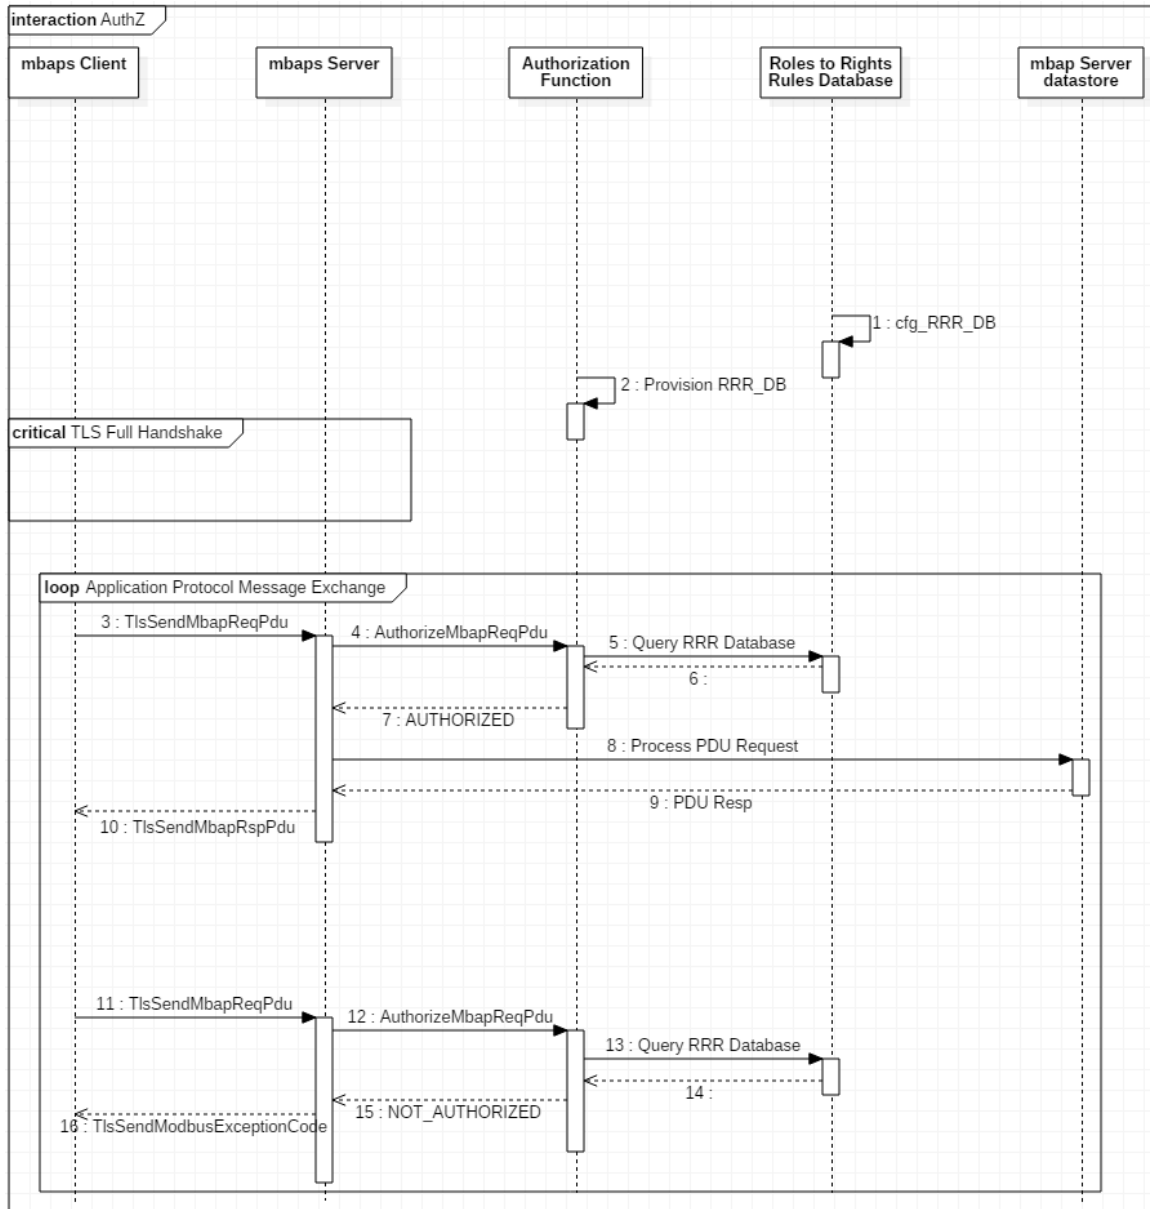 interaction AuthZ
mbaps Client
mbaps Server
Authorization
Function
Roles to Rights
Rules Database
mbap Server
datastore
1 : cfg_RRR_DB
2 : Provision RRR_DB
critical TLS Full Handshake
loop Application Protocol Message Exchange
3 : TlsSendMbapReqPdu
4 : AuthorizeMbapReqPdu
5 : Query RRR Database
6 :
7 : AUTHORIZED
8 : Process PDU Request
9 : PDU Resp
10 : TlsSendMbapRspPdu
11 : TlsSendMbapReqPdu
12 : AuthorizeMbapReqPdu
13 : Query RRR Database
14 :
15 : NOT_AUTHORIZED
16 : TlsSendModbusExceptionCode